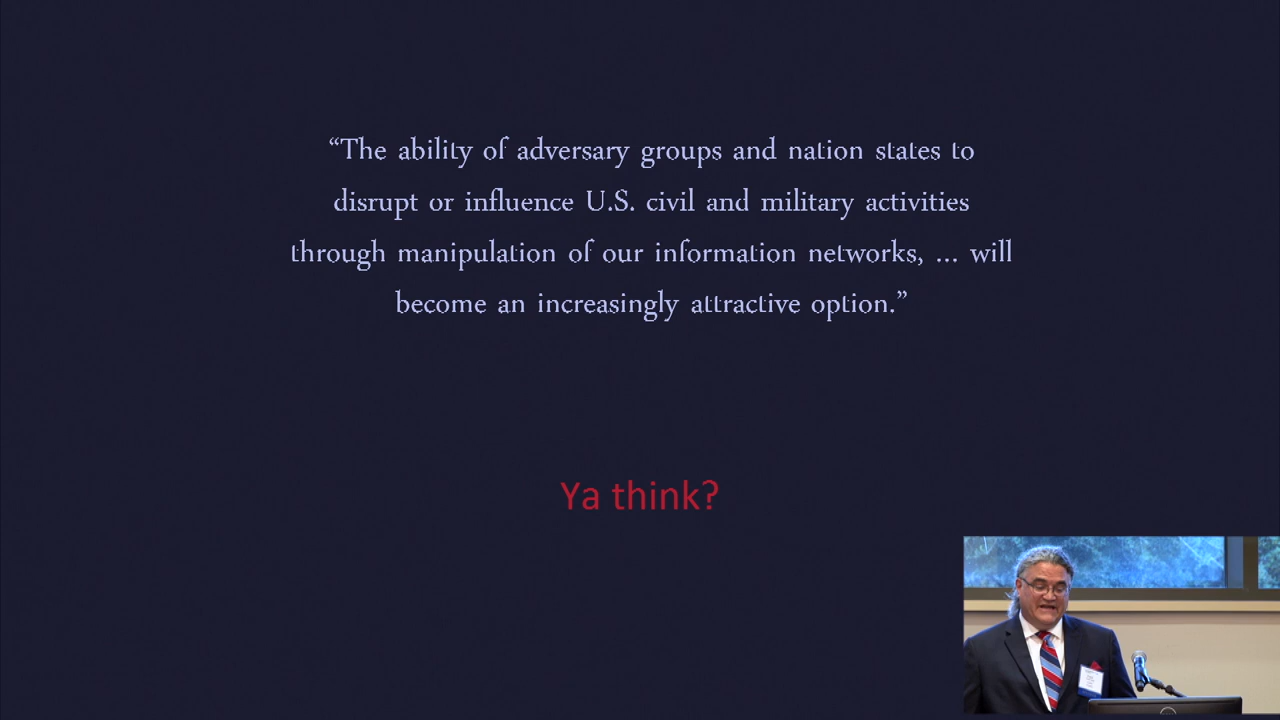 “The ability of adversary groups and nation states to
disrupt or influence U.S. civil and military activities
through manipulation of our information networks, ... will
become an increasingly attractive option.”
Ya think?